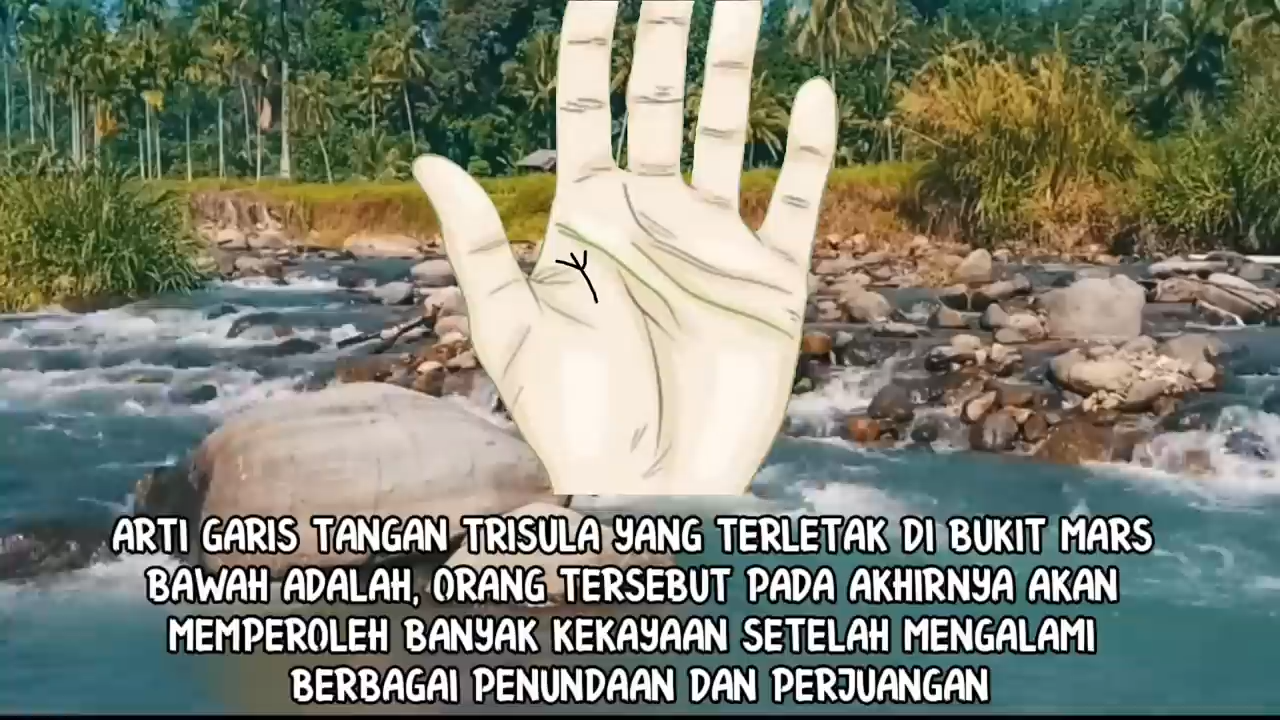 ARTI GARIS TANGAN TRISULA YANG TERLETAK DI BUKIT MARS
BAWAH ADALAH, ORANG TERSEBUT PADA AKHIRNYA AKAN
MEMPEROLEH BANYAK KEKAYAAN SETELAH MENGALAMI
BERBAGAI PENUNDAAN DAN PERJUANGAN